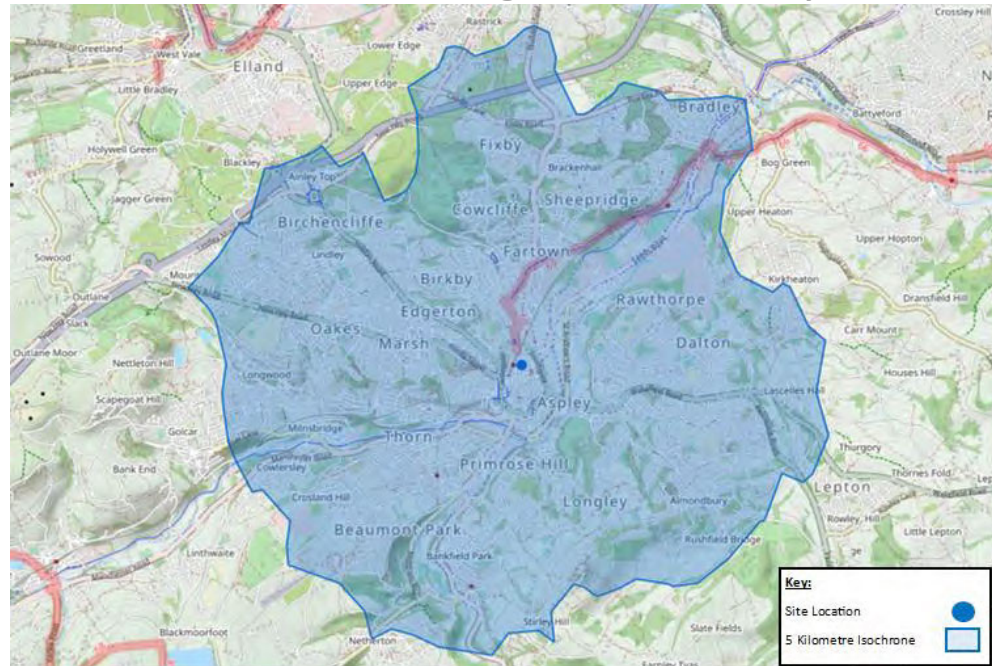 Rastrick
Crossley Hill
Greetland
West Vale
Lower Edge
Elland
Upper Edge
Little Bradley
Bradley
Battyeford
Holywell Green
Blackley
Fixby
Bog Green
Ainley Top
Brackenhall
Jagger Green
Cowcliffe
Sheepridge
Birchencliffe
Upper Heaton
Upper Hopton
Sowood
Lindley
Fartown
Outlane
Birkby
Kirkheaton
Slack
Rawthorpe
Dransfield Hill
Edgerton
Oakes
Carr Mount
Outlane Moor
Marsh
Dalton
Nettleton Hill
Houses Hill
Longwood
Lascelles Hall
Scapegoat Hill
Aspley
Golcar
Milnsbridge
Thorn
Thurgory
Bank End
Cowlersley
Primrose Hill
Thornes Fold
Lepton
Crosland Hill
Longley
Almondbury
Rowley Hill
Beaumont Park
Little Lepton
Rushfield Bridge
Linthwaite
Bankfield Park
Key:
Site Location
5 Kilometre Isochrone
Stirley Hill
Slate Fields
Blackmoorfoot
Netherton